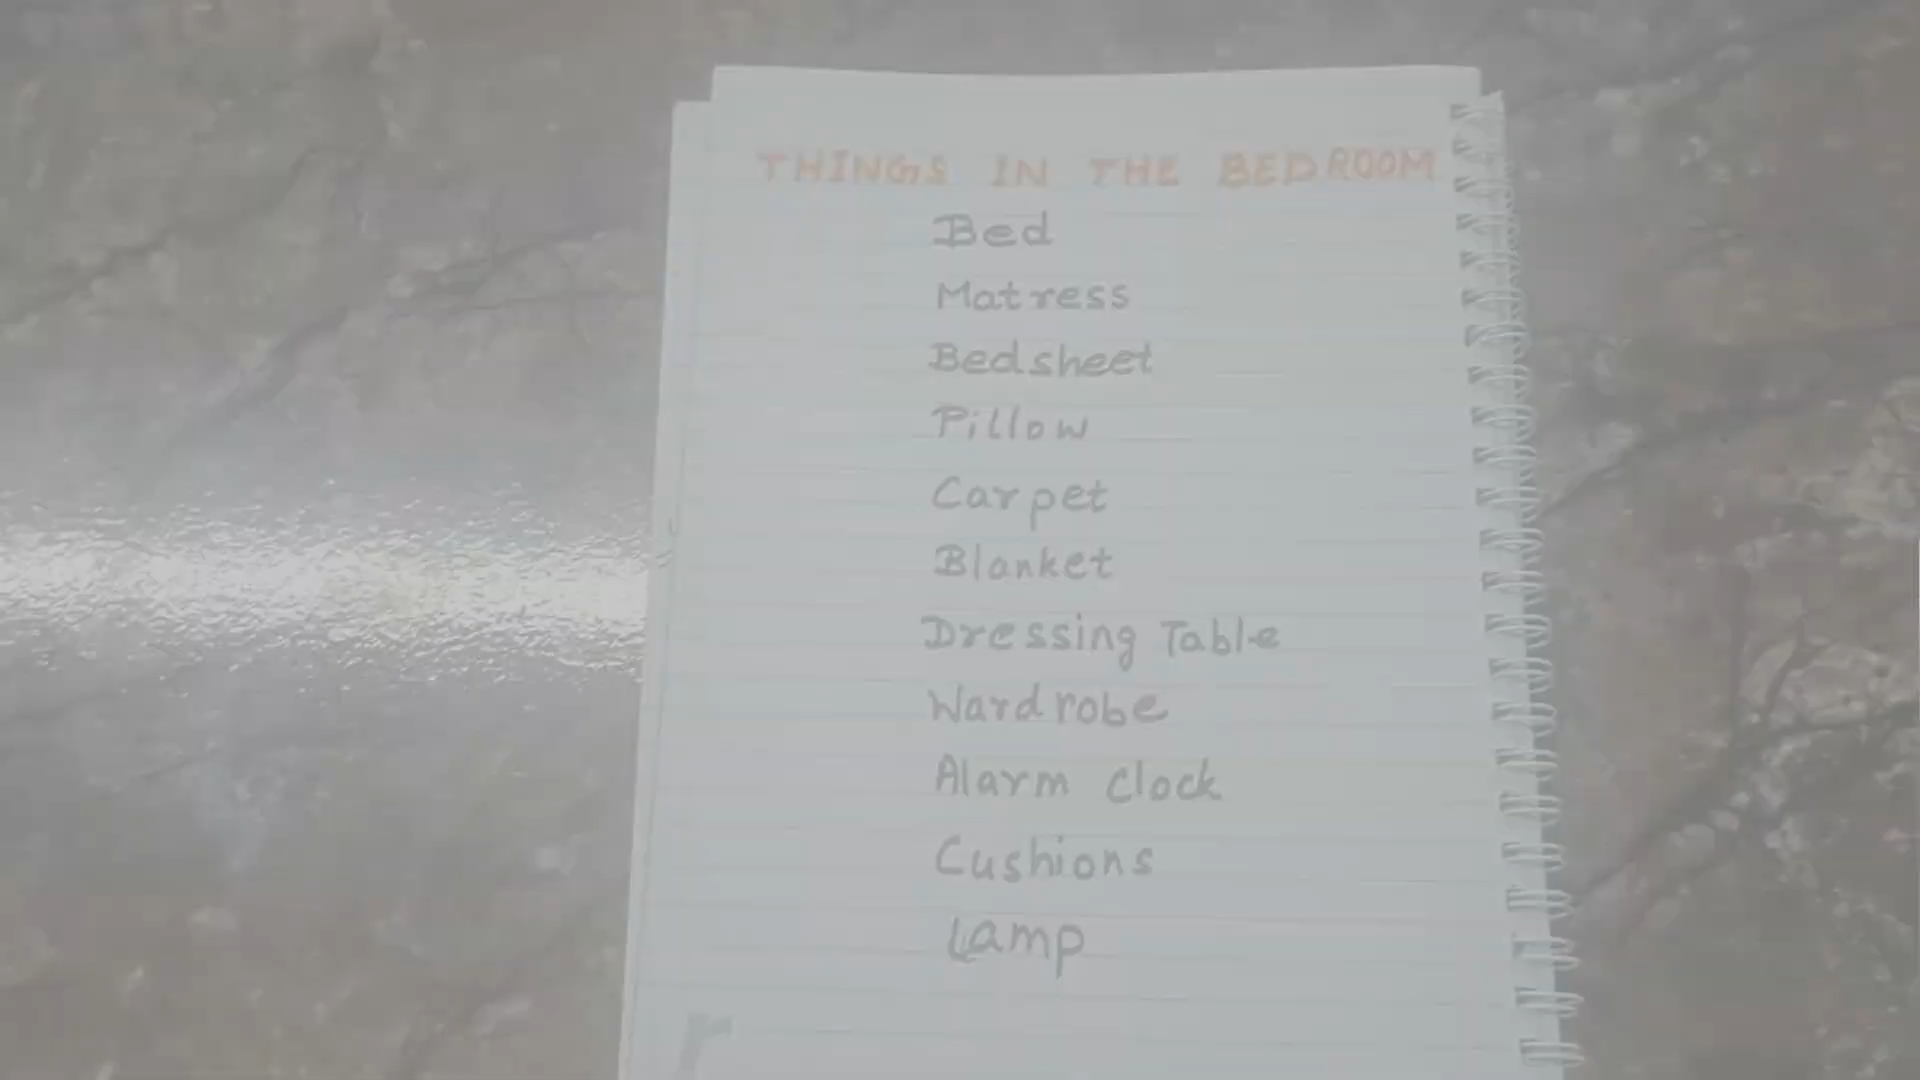 THINGS IN THE BEDROOM
Bed
Matress
Bedsheet
Pillow
Carpet
Blanket
Dressing Table
Wardrobe
Alarm Clock
Cushions
Lamp